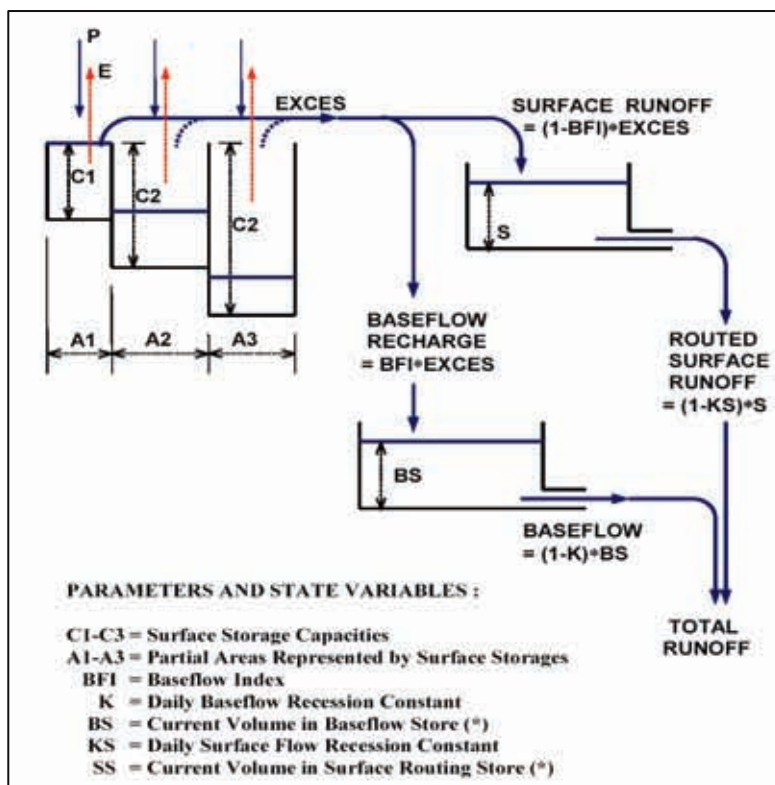 P
E
EXCES
SURFACE RUNOFF
= (1-BFI)*EXCES
C1
C2
C2
S
A1
A2
A3
BASEFLOW
RECHARGE
= BFI*EXCES
ROUTED
SURFACE
RUNOFF
= (1-KS)*S
BS
BASEFLOW
= (1-K)*BS
TOTAL
RUNOFF
PARAMETERS AND STATE VARIABLES :
C1-C3 = Surface Storage Capacities
A1-A3 = Partial Areas Represented by Surface Storages
BFI = Baseflow Index
K = Daily Baseflow Recession Constant
BS = Current Volume in Baseflow Store (*)
KS = Daily Surface Flow Recession Constant
SS = Current Volume in Surface Routing Store (*)